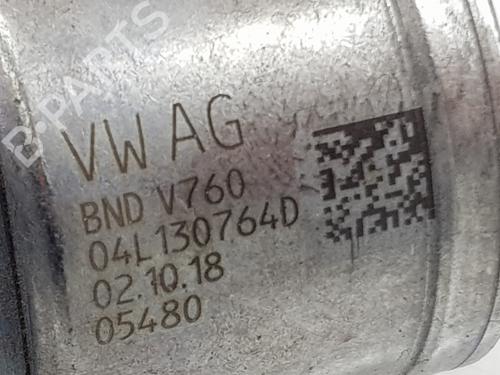 B-PARTS
VW AG
BND V760
04L130764D
02.10.18
05480